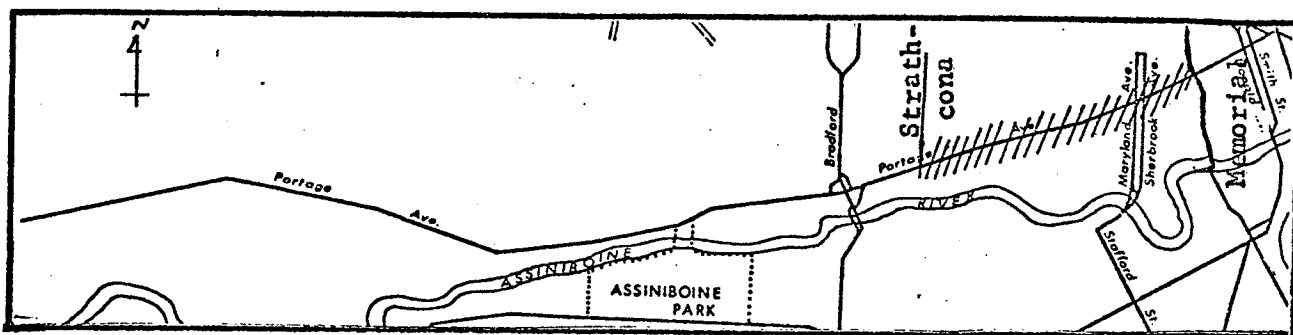 N
Portage
Ave.
ASSINIBOINE
RIVER
ASSINIBOINE
PARK
Bradford
Strath-
cona
Portage
Ave
Maryland
Ave.
Sherbrook
Ave.
Memorial
Smith
St.
Stafford
St.